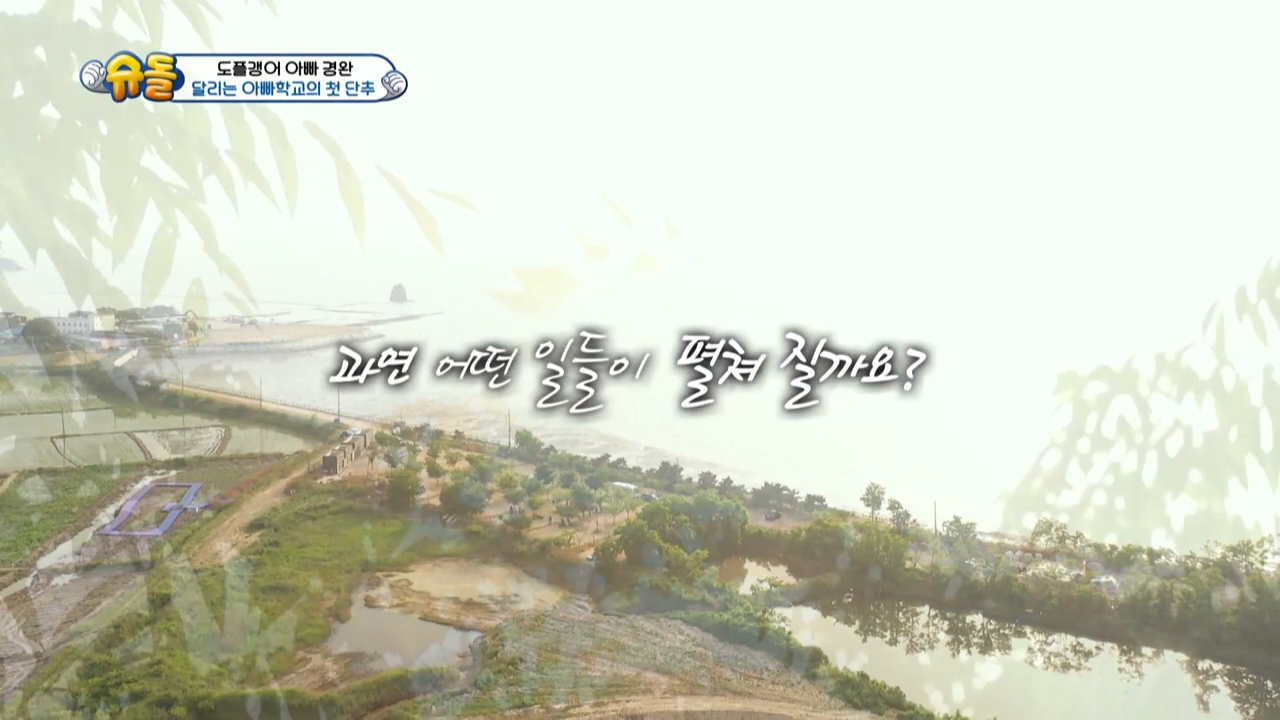 슈돌
도플갱어 아빠 경완
달리는 아빠학교의 첫 단추
과연 어떤 일들이 펼쳐 질까요?